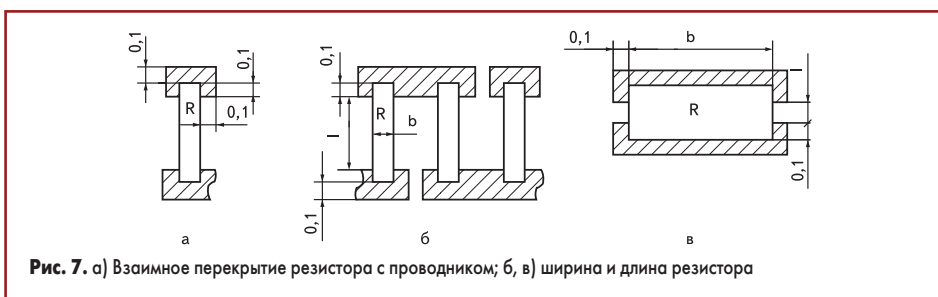 0,1
0,1
R
0,1
а
0,1
R
b
l
0,1
б
0,1
b
l
R
0,1
в
Рис. 7. а) Взаимное перекрытие резистора с проводником; б, в) ширина и длина резистора